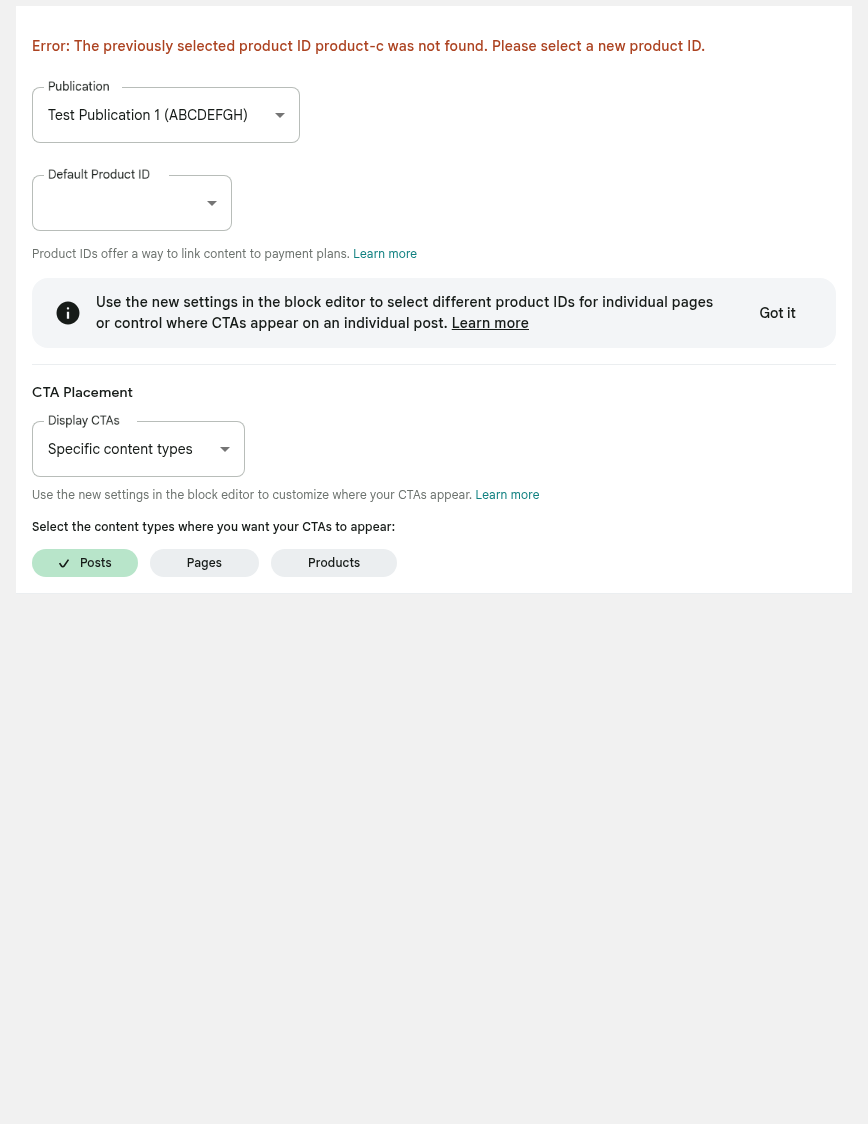 Error: The previously selected product ID product-c was not found. Please select a new product ID.
Publication
Test Publication 1 (ABCDEFGH)
Default Product ID
Product IDs offer a way to link content to payment plans. Learn more
Use the new settings in the block editor to select different product IDs for individual pages
or control where CTAs appear on an individual post. Learn more
Got it
CTA Placement
Display CTAs
Specific content types
Use the new settings in the block editor to customize where your CTAs appear. Learn more
Select the content types where you want your CTAs to appear:
Posts Pages Products